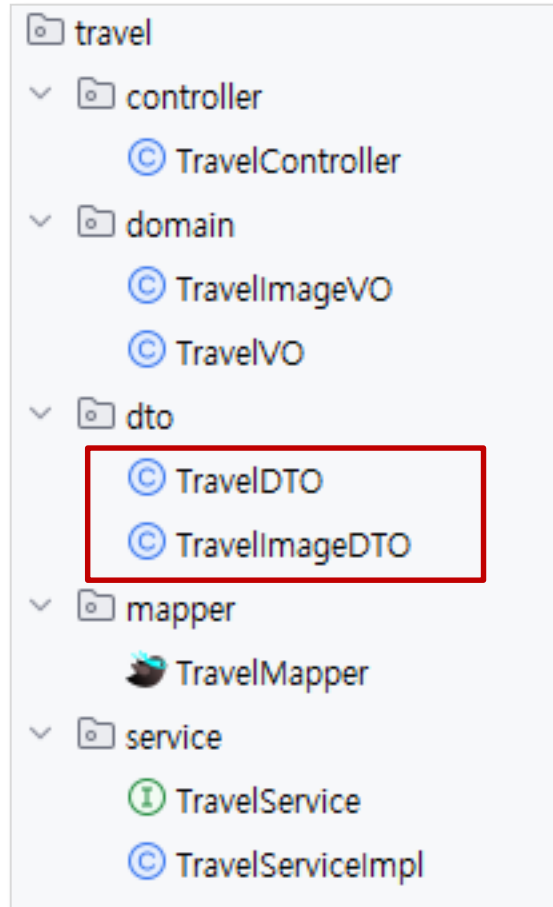 travel
controller
TravelController
domain
TravelImageVO
TravelVO
dto
TravelDTO
TravelImageDTO
mapper
TravelMapper
service
TravelService
TravelServiceImpl